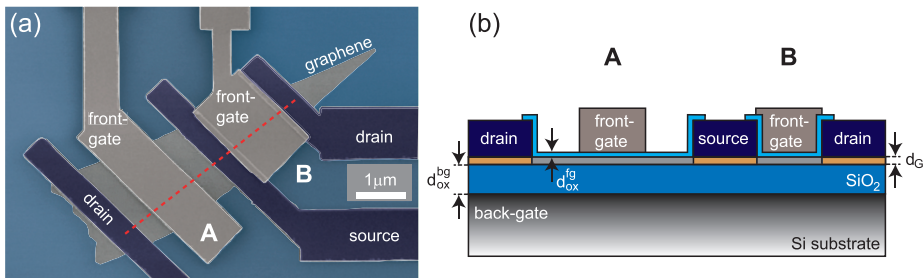 (a)
graphene
front-
gate
front-
gate
drain
B
1µm
drain
A
source
(b)
A
B
drain
front-
gate
source
front-
gate
drain
d_G
d_ox^bg
d_ox^fg
SiO₂
back-gate
Si substrate